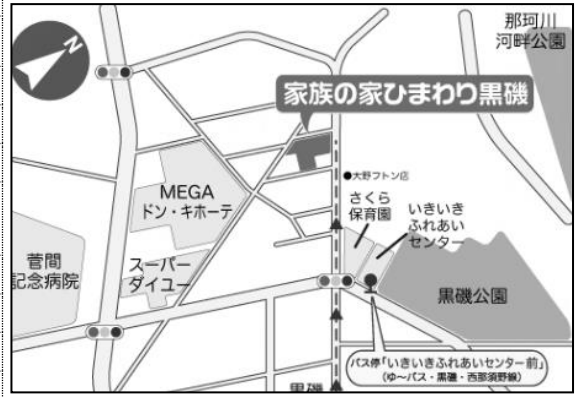 N
那珂川
河畔公園
家族の家ひまわり黒磯
●大野フトン店
MEGA
ドン・キホーテ
さくら
保育園
いきいき
ふれあい
センター
菅間
記念病院
スーパー
ダイユー
黒磯公園
バス停「いきいきふれあいセンター前」
(ゆ〜バス・黒磯・西那須野線)
黒磯